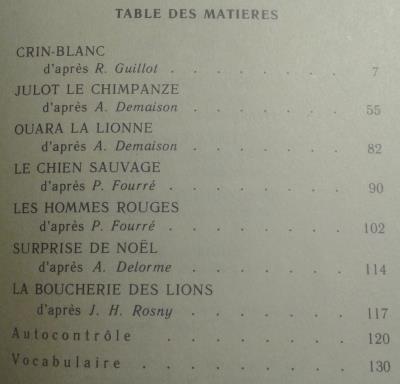 TABLE DES MATIERES
CRIN-BLANC
d'après R. Guillot . . . . . . . 7
JULOT LE CHIMPANZE
d'après A. Demaison . . . . . . 55
OUARA LA LIONNE
d'après A. Demaison . . . . . . 82
LE CHIEN SAUVAGE
d'après P. Fourré . . . . . . . 90
LES HOMMES ROUGES
d'après P. Fourré . . . . . . . 102
SURPRISE DE NOËL
d'après A. Delorme . . . . . . 114
LA BOUCHERIE DES LIONS
d'après J. H. Rosny . . . . . . 117
Autocontrôle . . . . . . . 120
Vocabulaire . . . . . . . 130